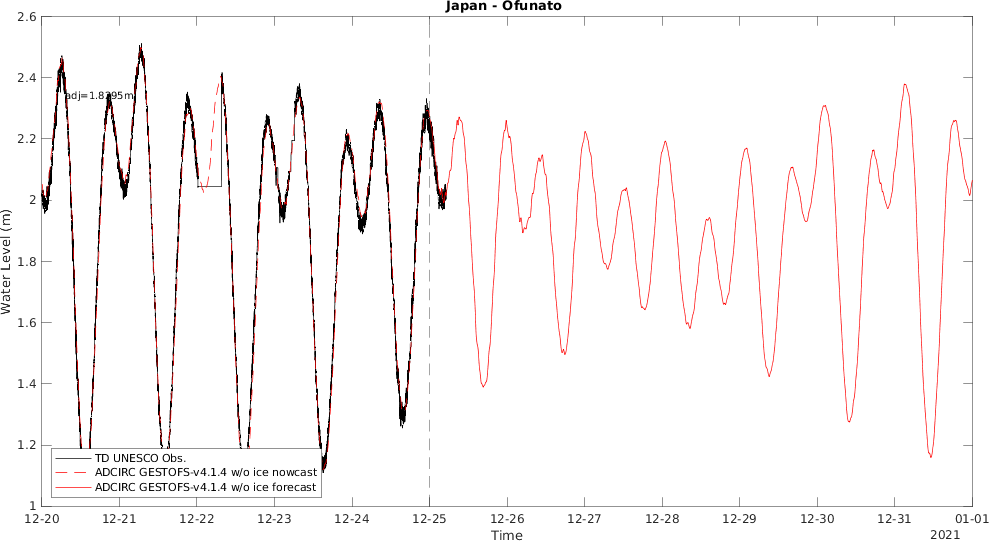 Japan - Ofunato
2.6
2.4
2.2
2
1.8
1.6
1.4
1.2
1
Water Level (m)
adj=1.8395m
TD UNESCO Obs.
ADCIRC GESTOFS-v4.1.4 w/o ice nowcast
ADCIRC GESTOFS-v4.1.4 w/o ice forecast
12-20 12-21 12-22 12-23 12-24 12-25 12-26 12-27 12-28 12-29 12-30 12-31 01-01
Time
2021